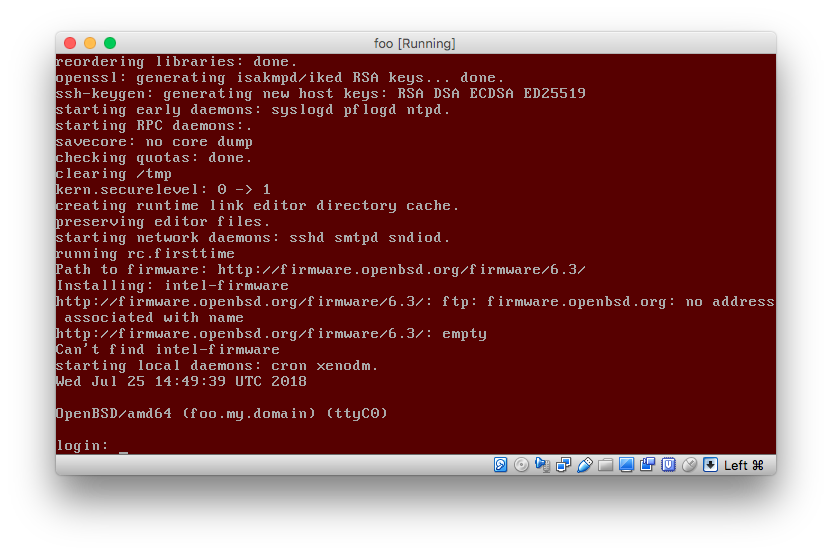 foo [Running]
reordering libraries: done.
openssl: generating isakmpd/iked RSA keys... done.
ssh-keygen: generating new host keys: RSA DSA ECDSA ED25519
starting early daemons: syslogd pflogd ntpd.
starting RPC daemons:.
savecore: no core dump
checking quotas: done.
clearing /tmp
kern.securelevel: 0 -> 1
creating runtime link editor directory cache.
preserving editor files.
starting network daemons: sshd smtpd sndiod.
running rc.firsttime
Path to firmware: http://firmware.openbsd.org/firmware/6.3/
Installing: intel-firmware
http://firmware.openbsd.org/firmware/6.3/: ftp: firmware.openbsd.org: no address
associated with name
http://firmware.openbsd.org/firmware/6.3/: empty
Can't find intel-firmware
starting local daemons: cron xenodm.
Wed Jul 25 14:49:39 UTC 2018
OpenBSD/amd64 (foo.my.domain) (ttyC0)
login: _
Left ⌘